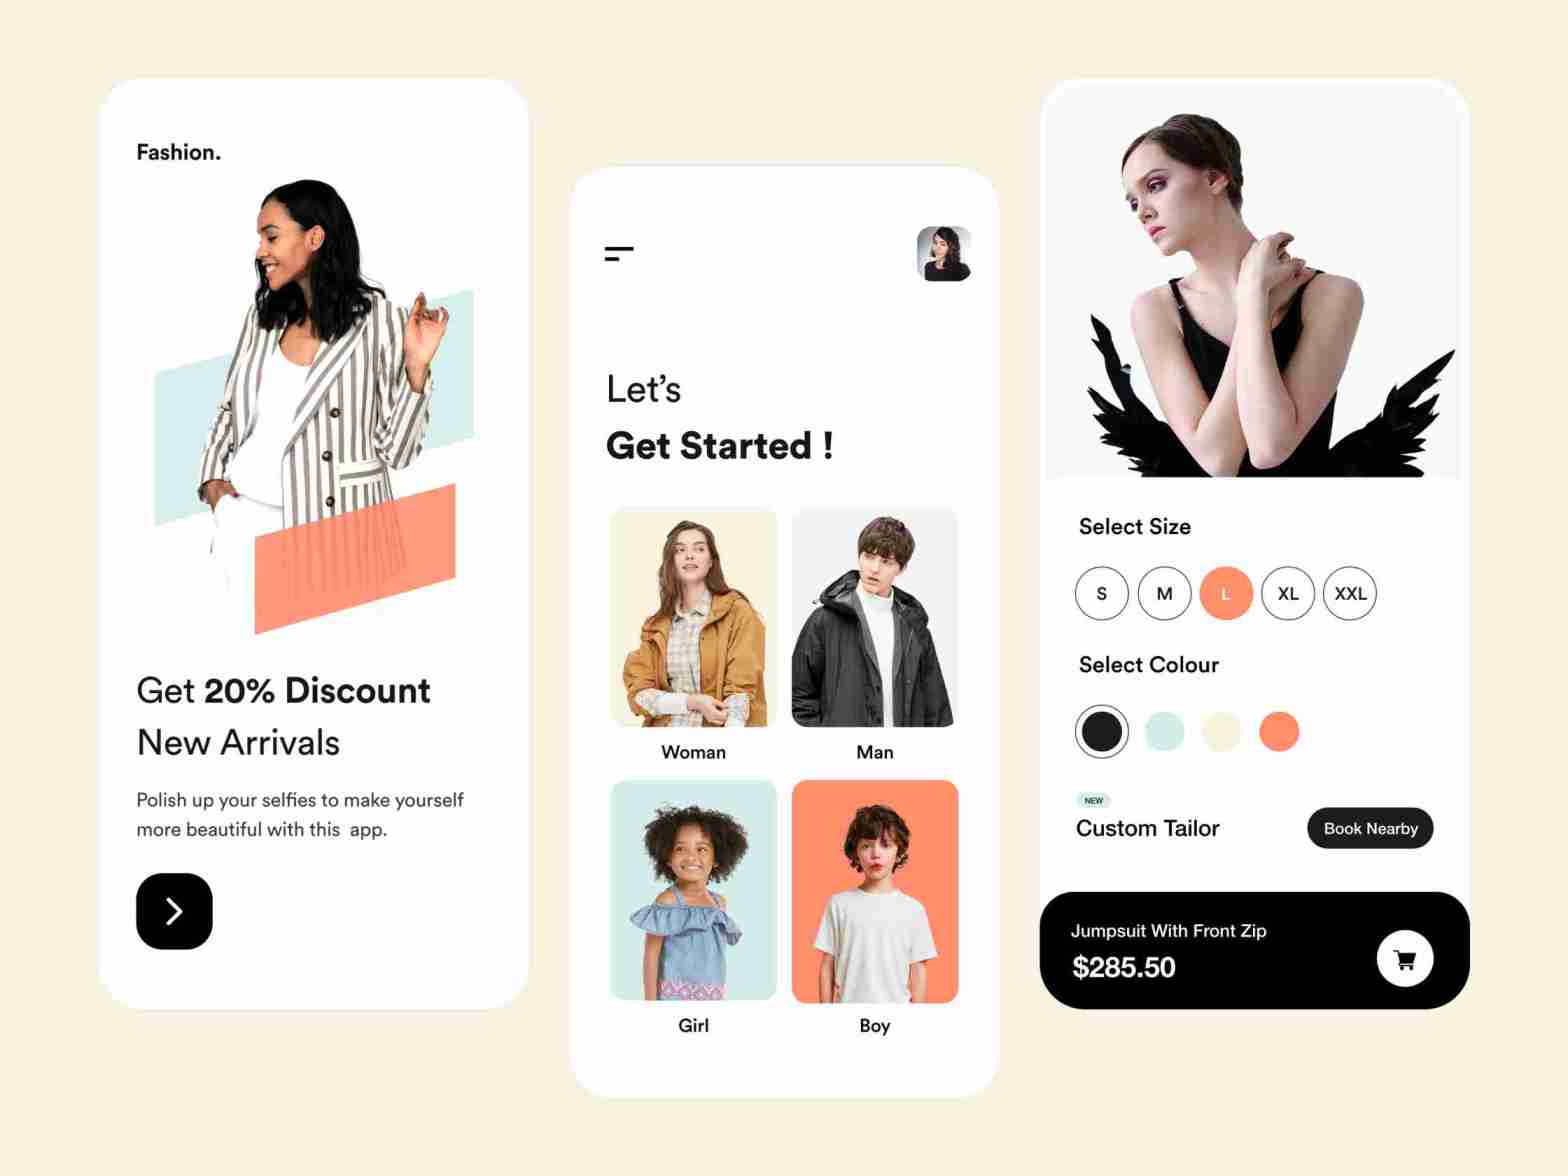 Fashion.
Get 20% Discount
New Arrivals
Polish up your selfies to make yourself
more beautiful with this  app.
Let’s
Get Started !
Woman
Man
Girl
Boy
Select Size
S
M
L
XL
XXL
Select Colour
NEW
Custom Tailor
Book Nearby
Jumpsuit With Front Zip
$285.50